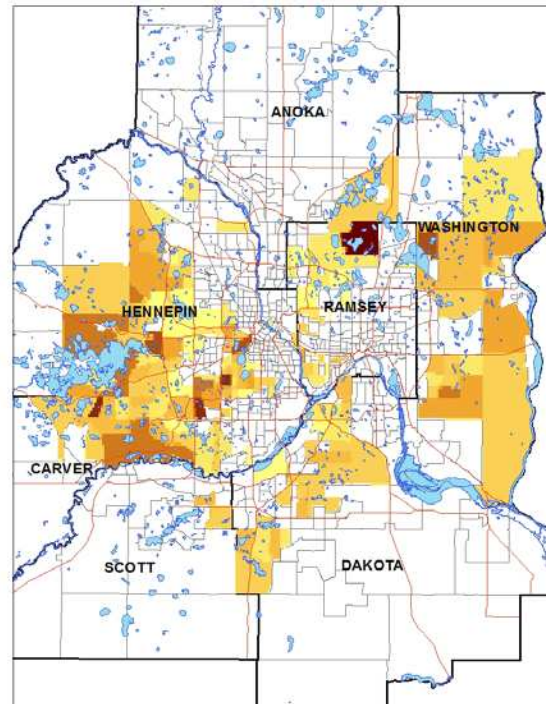 ANOKA
WASHINGTON
HENNEPIN
RAMSEY
CARVER
SCOTT
DAKOTA